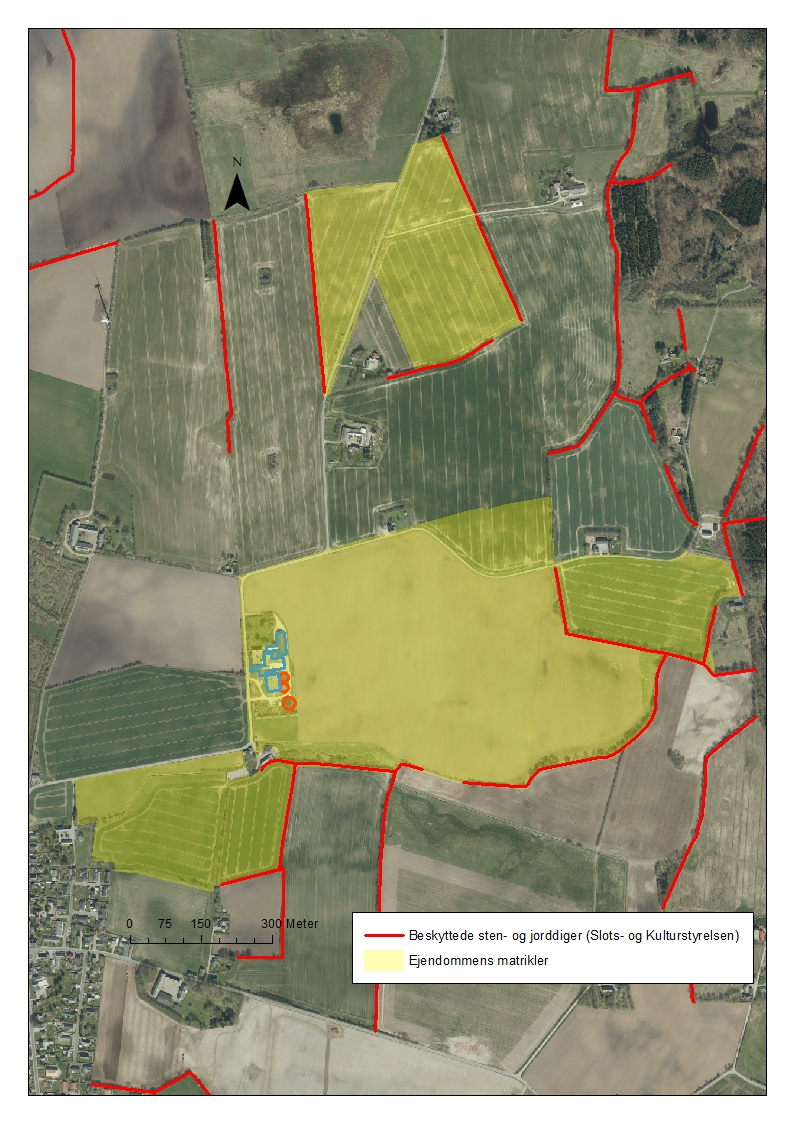 N
0 75 150 300 Meter
Beskyttede sten- og jorddiger (Slots- og Kulturstyrelsen)
Ejendommens matrikler